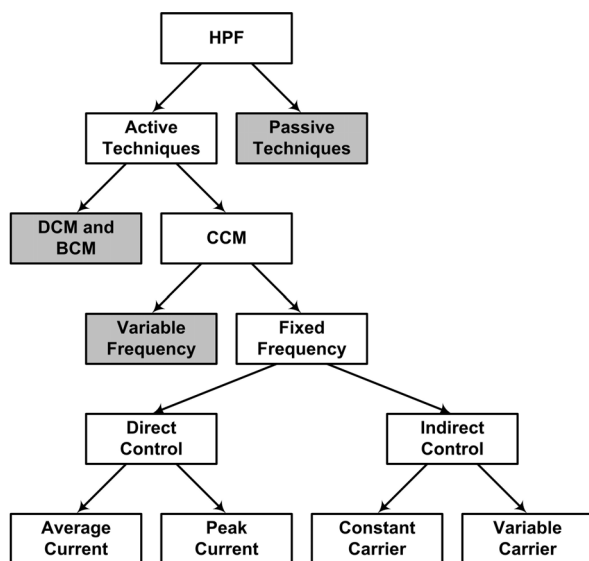 HPF
Active
Techniques
Passive
Techniques
DCM and
BCM
CCM
Variable
Frequency
Fixed
Frequency
Direct
Control
Indirect
Control
Average
Current
Peak
Current
Constant
Carrier
Variable
Carrier